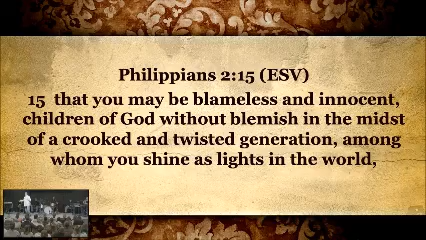 Philippians 2:15 (ESV)
15 that you may be blameless and innocent,
children of God without blemish in the midst
of a crooked and twisted generation, among
whom you shine as lights in the world,